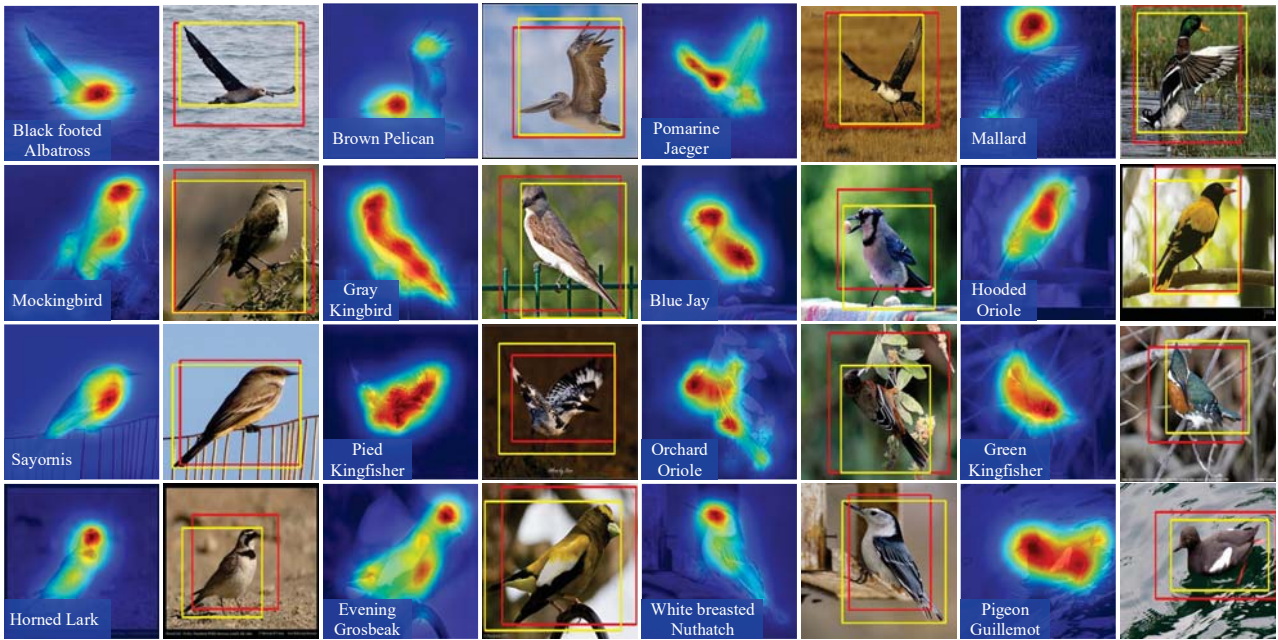 Black footed
Albatross
Brown Pelican
Pomarine
Jaeger
Mallard
Mockingbird
Gray
Kingbird
Blue Jay
Hooded
Oriole
Sayornis
Pied
Kingfisher
Orchard
Oriole
Green
Kingfisher
Horned Lark
Evening
Grosbeak
White breasted
Nuthatch
Pigeon
Guillemot